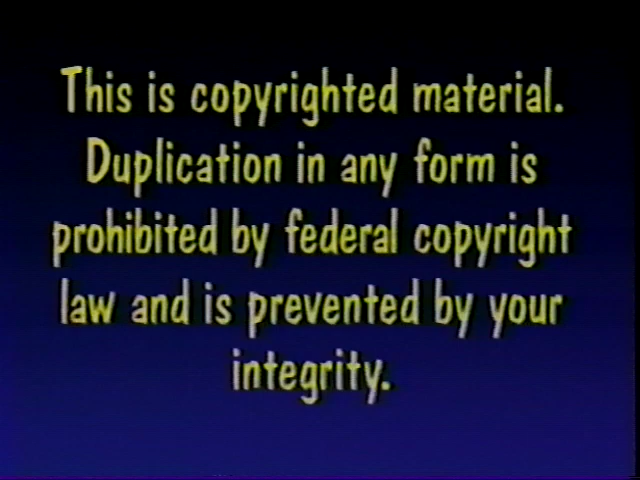 This is copyrighted material.
Duplication in any form is
prohibited by federal copyright
law and is prevented by your
integrity.